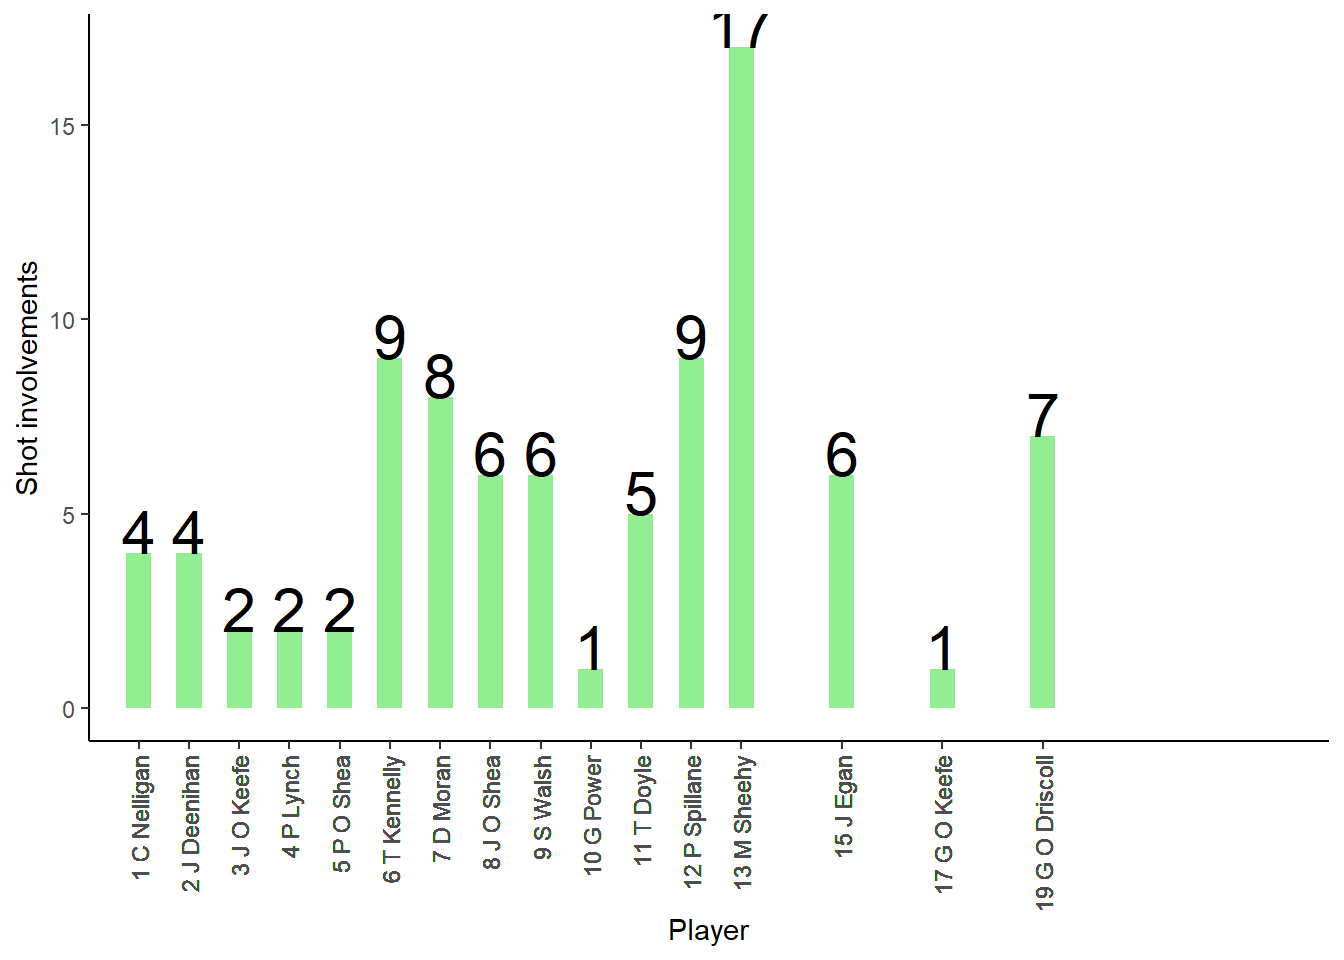 17
15
10
5
0
Shot involvements
4
4
2
2
2
9
8
6
6
1
5
9
6
1
7
1 C Nelligan
2 J Deenihan
3 J O Keefe
4 P Lynch
5 P O Shea
6 T Kennelly
7 D Moran
8 J O Shea
9 S Walsh
10 G Power
11 T Doyle
12 P Spillane
13 M Sheehy
15 J Egan
17 G O Keefe
19 G O Driscoll
Player